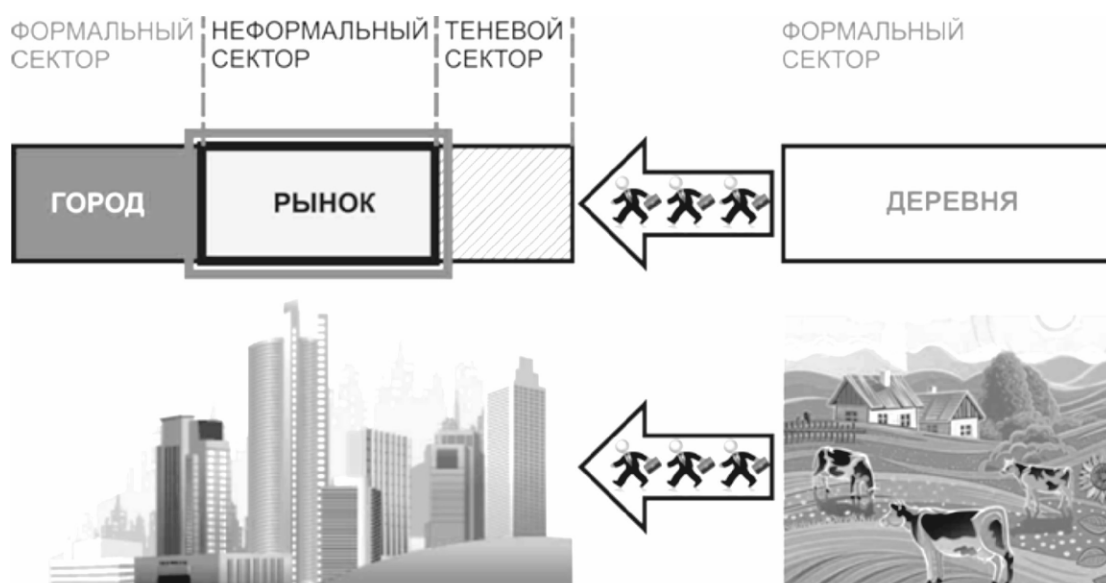 ФОРМАЛЬНЫЙ
СЕКТОР
НЕФОРМАЛЬНЫЙ
СЕКТОР
ТЕНЕВОЙ
СЕКТОР
ФОРМАЛЬНЫЙ
СЕКТОР
ГОРОД
РЫНОК
ДЕРЕВНЯ